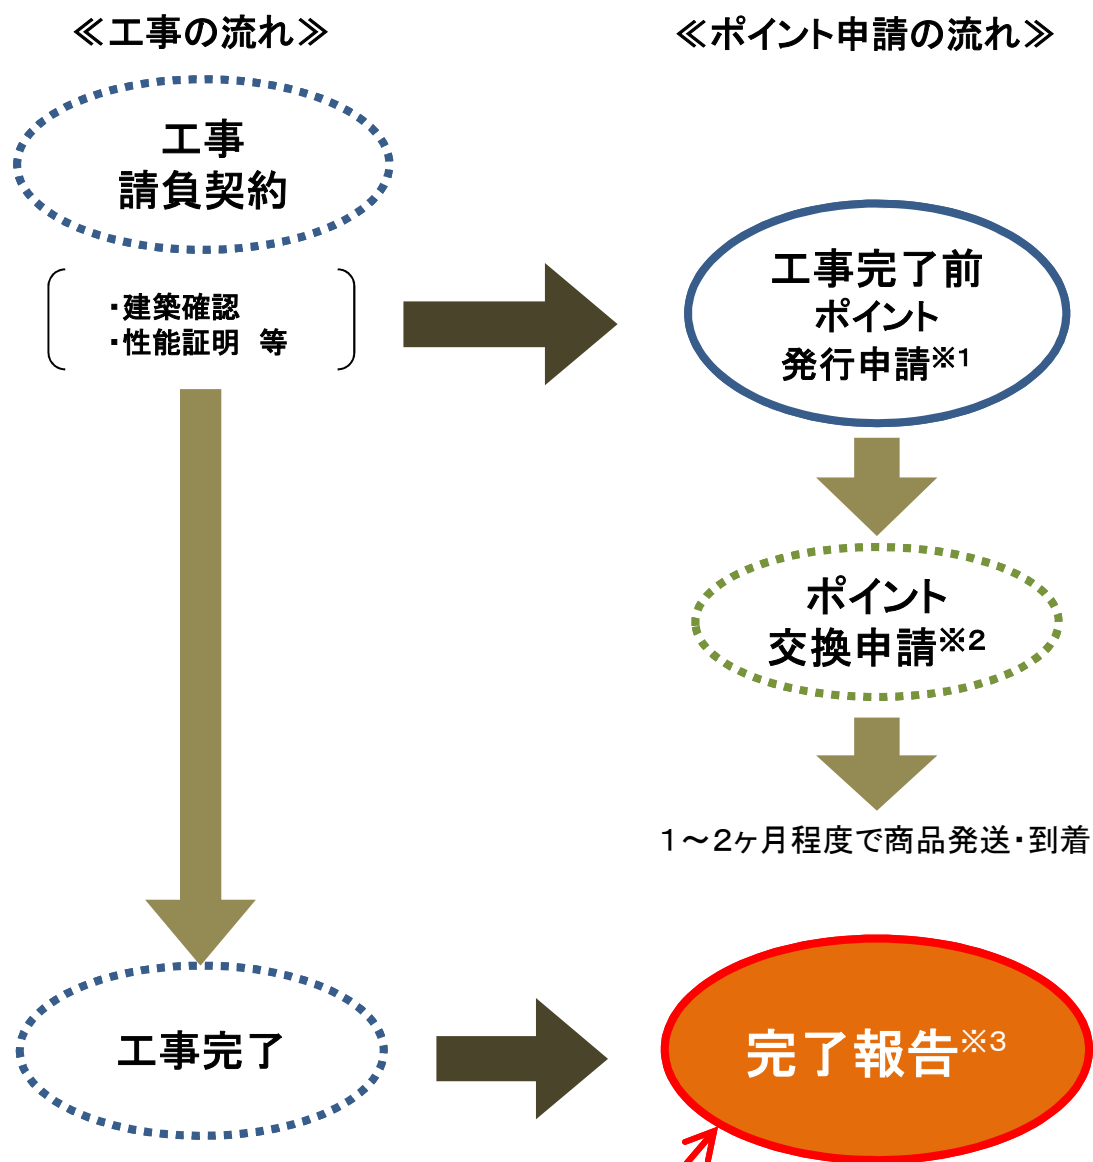 ≪工事の流れ≫
工事
請負契約
・建築確認
・性能証明　等
工事完了
≪ポイント申請の流れ≫
工事完了前
ポイント
発行申請※1
ポイント
交換申請※2
1～2ヶ月程度で商品発送・到着
完了報告※3